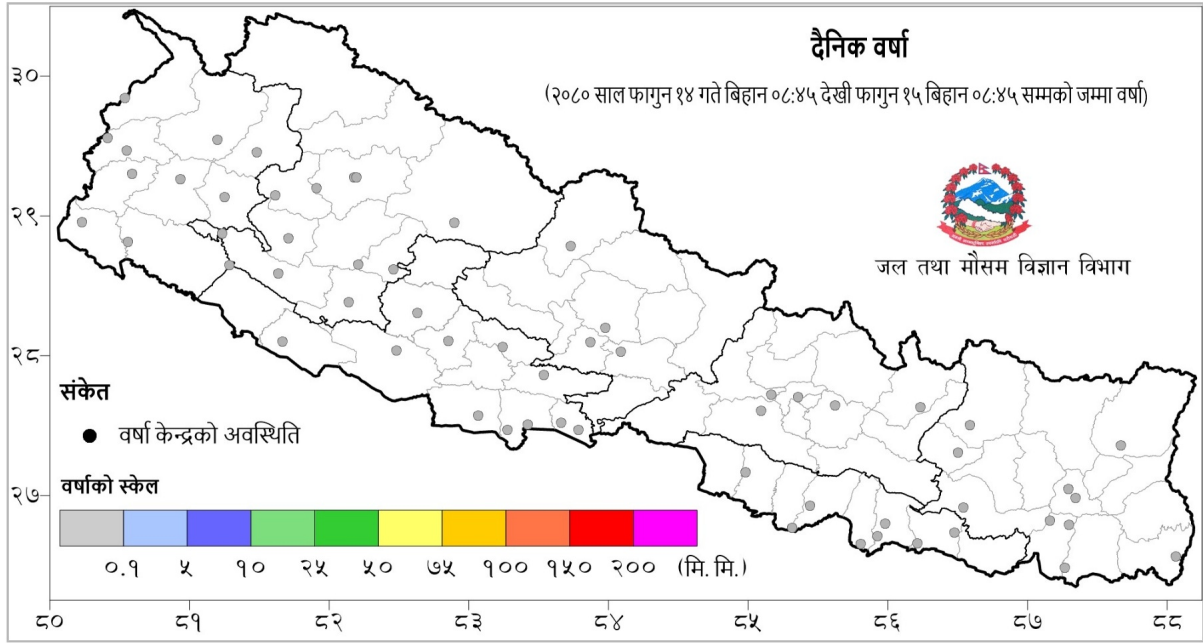 दैनिक वर्षा
(२०८० साल फागुन १४ गते बिहान ०८:४५ देखी फागुन १५ बिहान ०८:४५ सम्मको जम्मा वर्षा)
जल तथा मौसम विज्ञान विभाग
३०
२९
२८
२७
संकेत
वर्षा केन्द्रको अवस्थिति
वर्षाको स्केल
०.१ ५ १० २५ ५० ७५ १०० १५० २०० (मि. मि.)
८० ८१ ८२ ८३ ८४ ८५ ८६ ८७ ८८